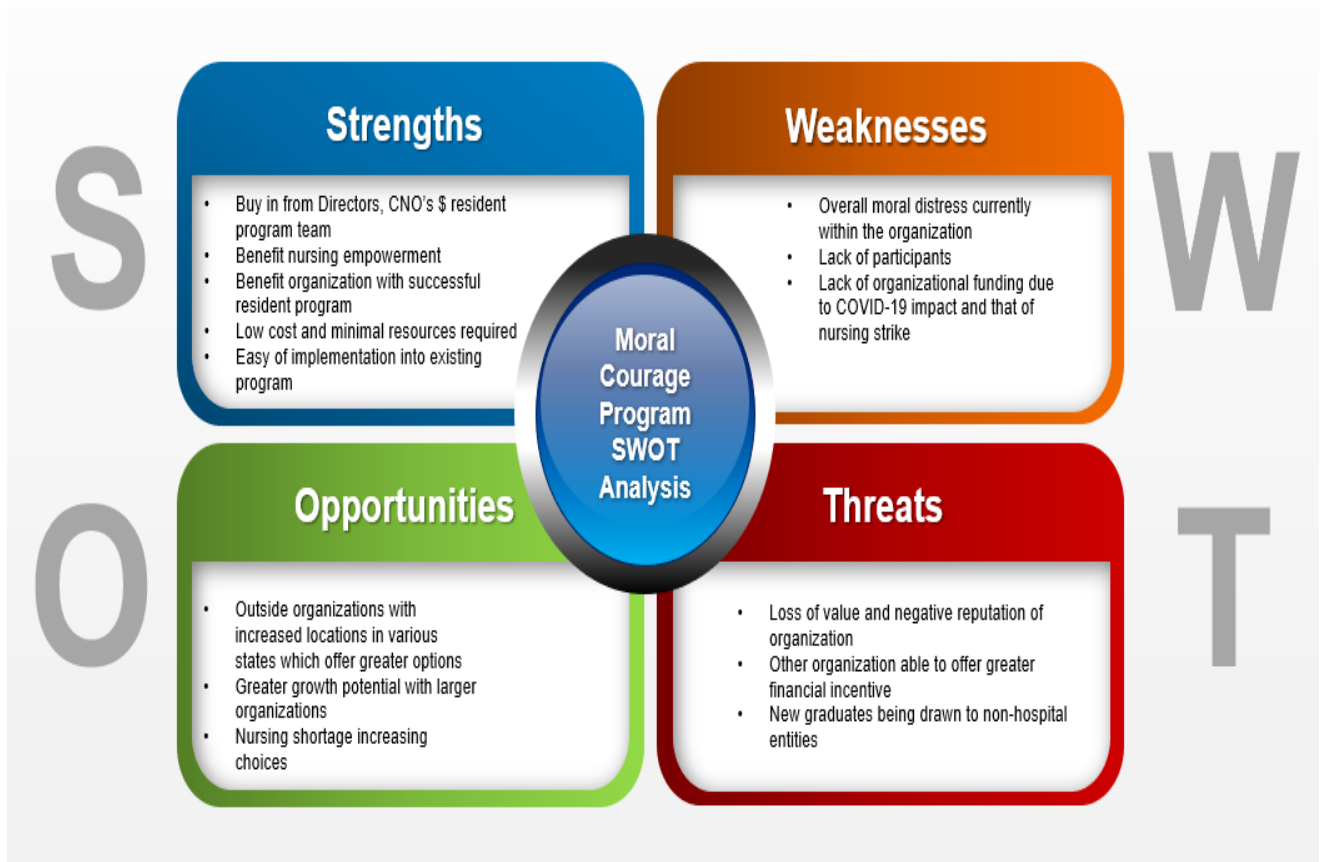 S
Strengths
• Buy in from Directors, CNO's $ resident
program team
• Benefit nursing empowerment
• Benefit organization with successful
resident program
• Low cost and minimal resources required
• Easy of implementation into existing
program
W
Weaknesses
• Overall moral distress currently
within the organization
• Lack of participants
• Lack of organizational funding due
to COVID-19 impact and that of
nursing strike
Moral
Courage
Program
SWOT
Analysis
O
Opportunities
• Outside organizations with
increased locations in various
states which offer greater options
• Greater growth potential with larger
organizations
• Nursing shortage increasing
choices
T
Threats
• Loss of value and negative reputation of
organization
• Other organization able to offer greater
financial incentive
• New graduates being drawn to non-hospital
entities